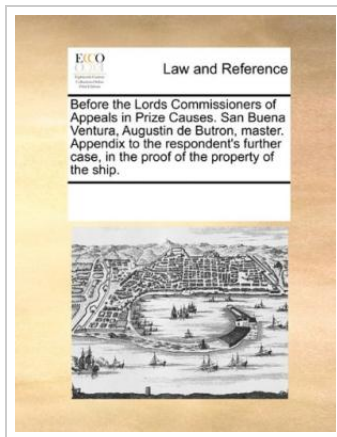 ECCO
Law and Reference
Before the Lords Commissioners of
Appeals in Prize Causes. San Buena
Ventura, Augustin de Butron, master.
Appendix to the respondent's further
case, in the proof of the property of
the ship.